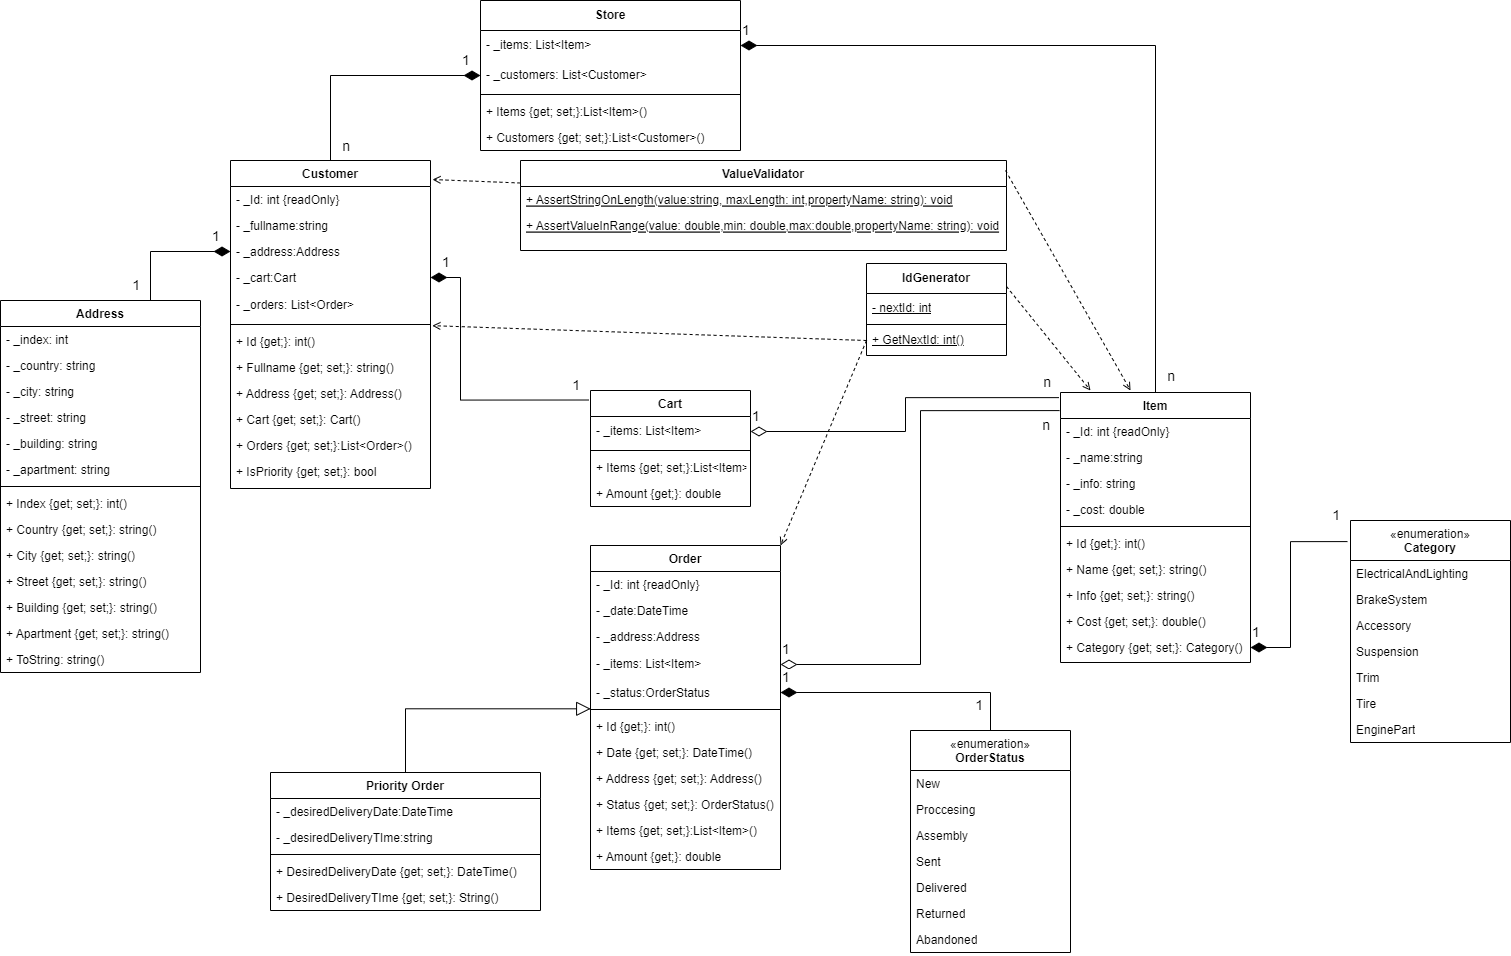 Store
- _items: List<Item>
- _customers: List<Customer>
+ Items {get; set;}:List<Item>()
+ Customers {get; set;}:List<Customer>()
1
1
n
n
Customer
- _Id: int {readOnly}
- _fullname:string
- _address:Address
- _cart:Cart
- _orders: List<Order>
+ Id {get;}: int()
+ Fullname {get; set;}: string()
+ Address {get; set;}: Address()
+ Cart {get; set;}: Cart()
+ Orders {get; set;}:List<Order>()
+ IsPriority {get; set;}: bool
1
1
1
1
ValueValidator
+ AssertStringOnLength(value:string, maxLength: int,propertyName: string): void
+ AssertValueInRange(value: double,min: double,max:double,propertyName: string): void
IdGenerator
- nextId: int
+ GetNextId: int()
Address
- _index: int
- _country: string
- _city: string
- _street: string
- _building: string
- _apartment: string
+ Index {get; set;}: int()
+ Country {get; set;}: string()
+ City {get; set;}: string()
+ Street {get; set;}: string()
+ Building {get; set;}: string()
+ Apartment {get; set;}: string()
+ ToString: string()
Cart
- _items: List<Item>
+ Items {get; set;}:List<Item>
+ Amount {get;}: double
1
n
n
Item
- _Id: int {readOnly}
- _name:string
- _info: string
- _cost: double
+ Id {get;}: int()
+ Name {get; set;}: string()
+ Info {get; set;}: string()
+ Cost {get; set;}: double()
+ Category {get; set;}: Category()
1
1
«enumeration»
Category
ElectricalAndLighting
BrakeSystem
Accessory
Suspension
Trim
Tire
EnginePart
Order
- _Id: int {readOnly}
- _date:DateTime
- _address:Address
- _items: List<Item>
- _status:OrderStatus
+ Id {get;}: int()
+ Date {get; set;}: DateTime()
+ Address {get; set;}: Address()
+ Status {get; set;}: OrderStatus()
+ Items {get; set;}:List<Item>()
+ Amount {get;}: double
1
1
1
«enumeration»
OrderStatus
New
Proccesing
Assembly
Sent
Delivered
Returned
Abandoned
Priority Order
- _desiredDeliveryDate:DateTime
- _desiredDeliveryTIme:string
+ DesiredDeliveryDate {get; set;}: DateTime()
+ DesiredDeliveryTIme {get; set;}: String()